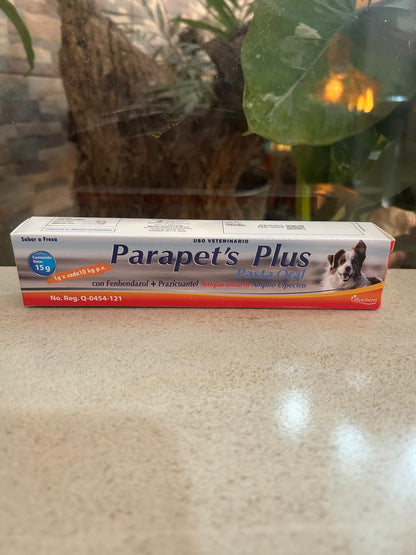 Sabor a Fresa
USO VETERINARIO
Contenido
Neto:
15g
Parapet's Plus
Pasta Oral
1g x cada 10 kg p.v.
con Fenbendazol + Prazicuantel Antiparasitario Amplio Espectro
No. Reg. Q-0454-121